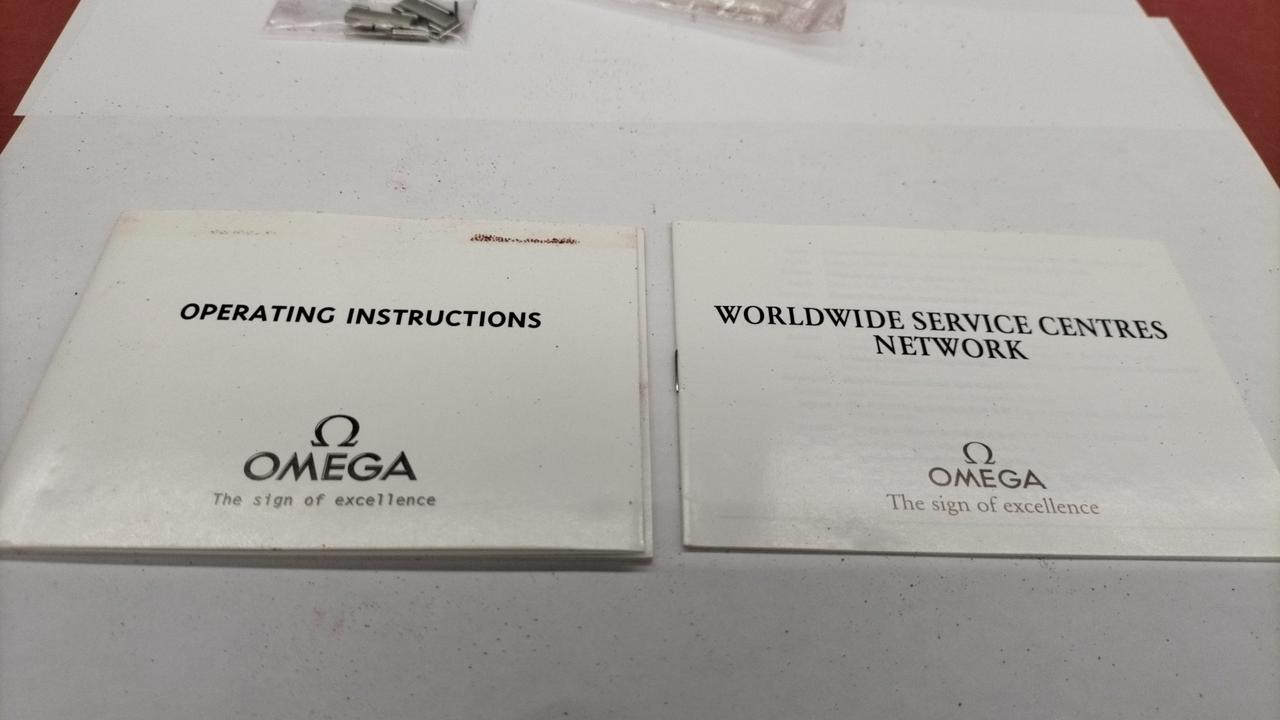 OPERATING INSTRUCTIONS
Ω
OMEGA
The sign of excellence
WORLDWIDE SERVICE CENTRES
NETWORK
Ω
OMEGA
The sign of excellence